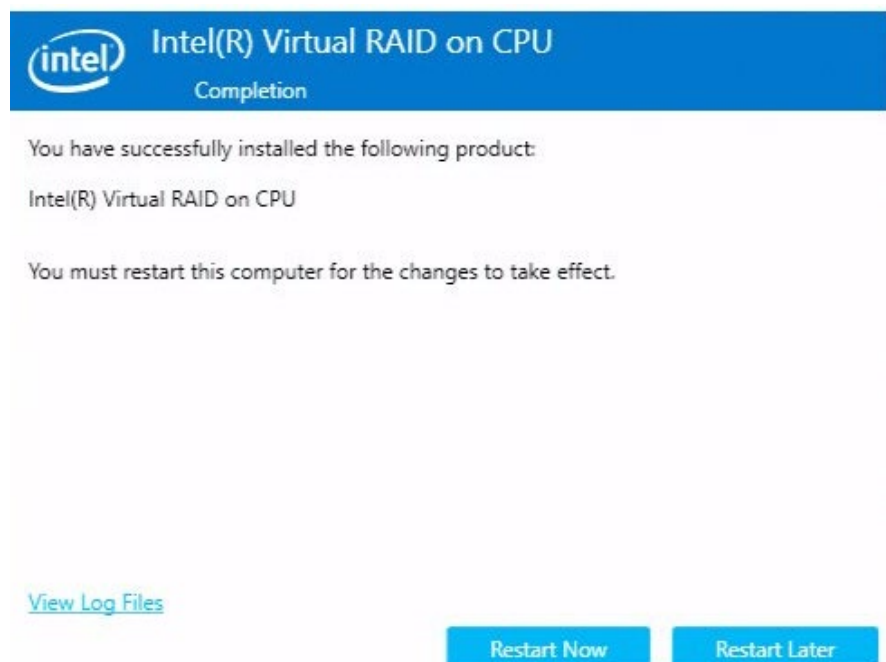 intel
Intel(R) Virtual RAID on CPU
Completion
You have successfully installed the following product:
Intel(R) Virtual RAID on CPU
You must restart this computer for the changes to take effect.
View Log Files
Restart Now
Restart Later